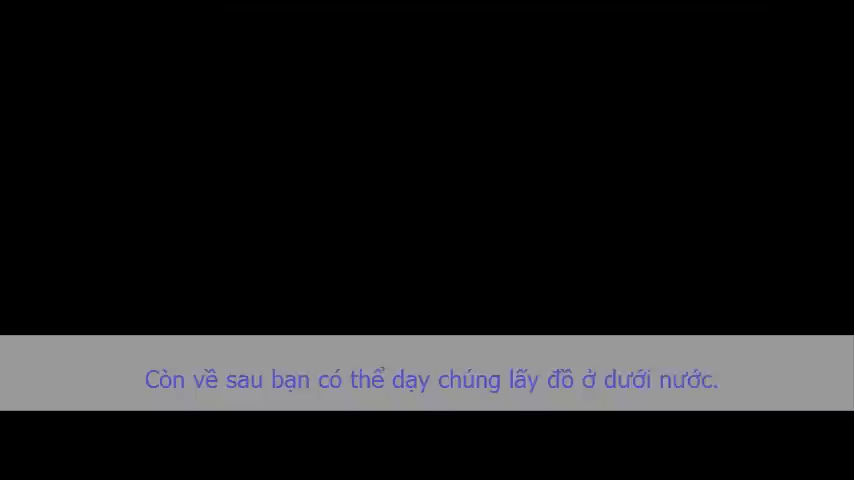 Còn về sau bạn có thể dạy chúng lấy đồ ở dưới nước.